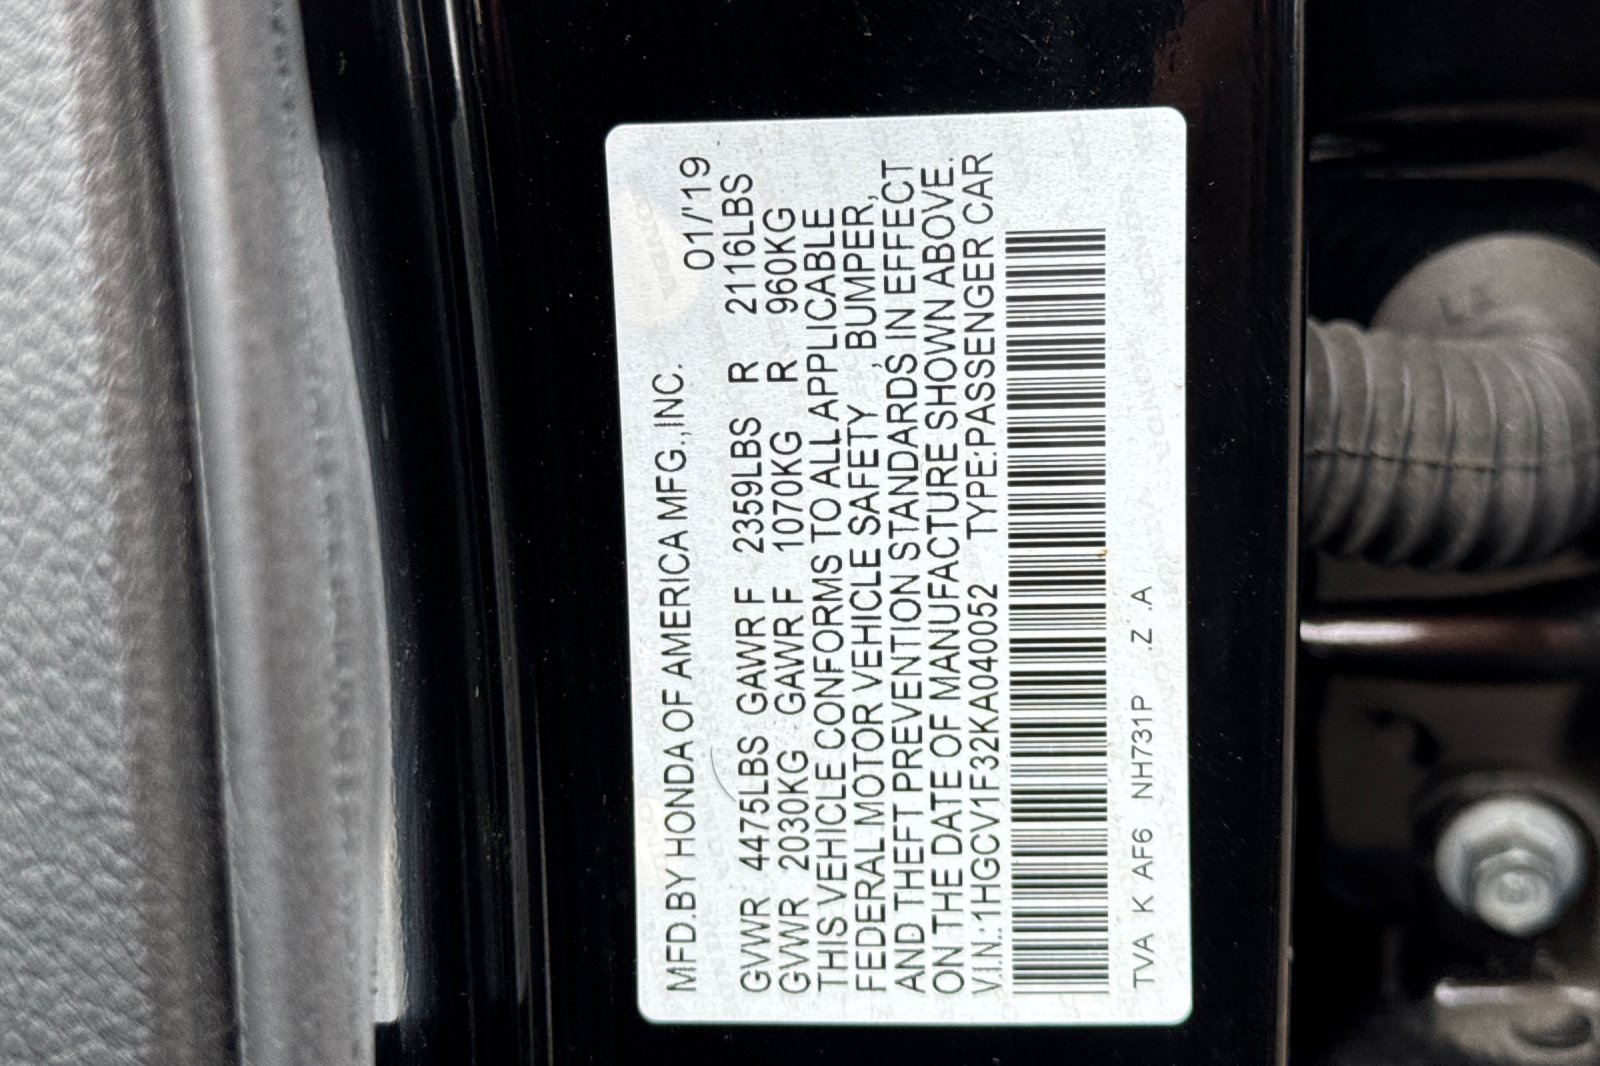 MFD.BY HONDA OF AMERICA MFG.,INC. 01/'19
GVWR 4475LBS GAWR F 2359LBS R 2116LBS
GVWR 2030KG GAWR F 1070KG R 960KG
THIS VEHICLE CONFORMS TO ALL APPLICABLE
FEDERAL MOTOR VEHICLE SAFETY , BUMPER,
AND THEFT PREVENTION STANDARDS IN EFFECT
ON THE DATE OF MANUFACTURE SHOWN ABOVE.
V.I.N.:1HGCV1F32KA040052 TYPE:PASSENGER CAR
TVA K AF6 NH731P .Z .A